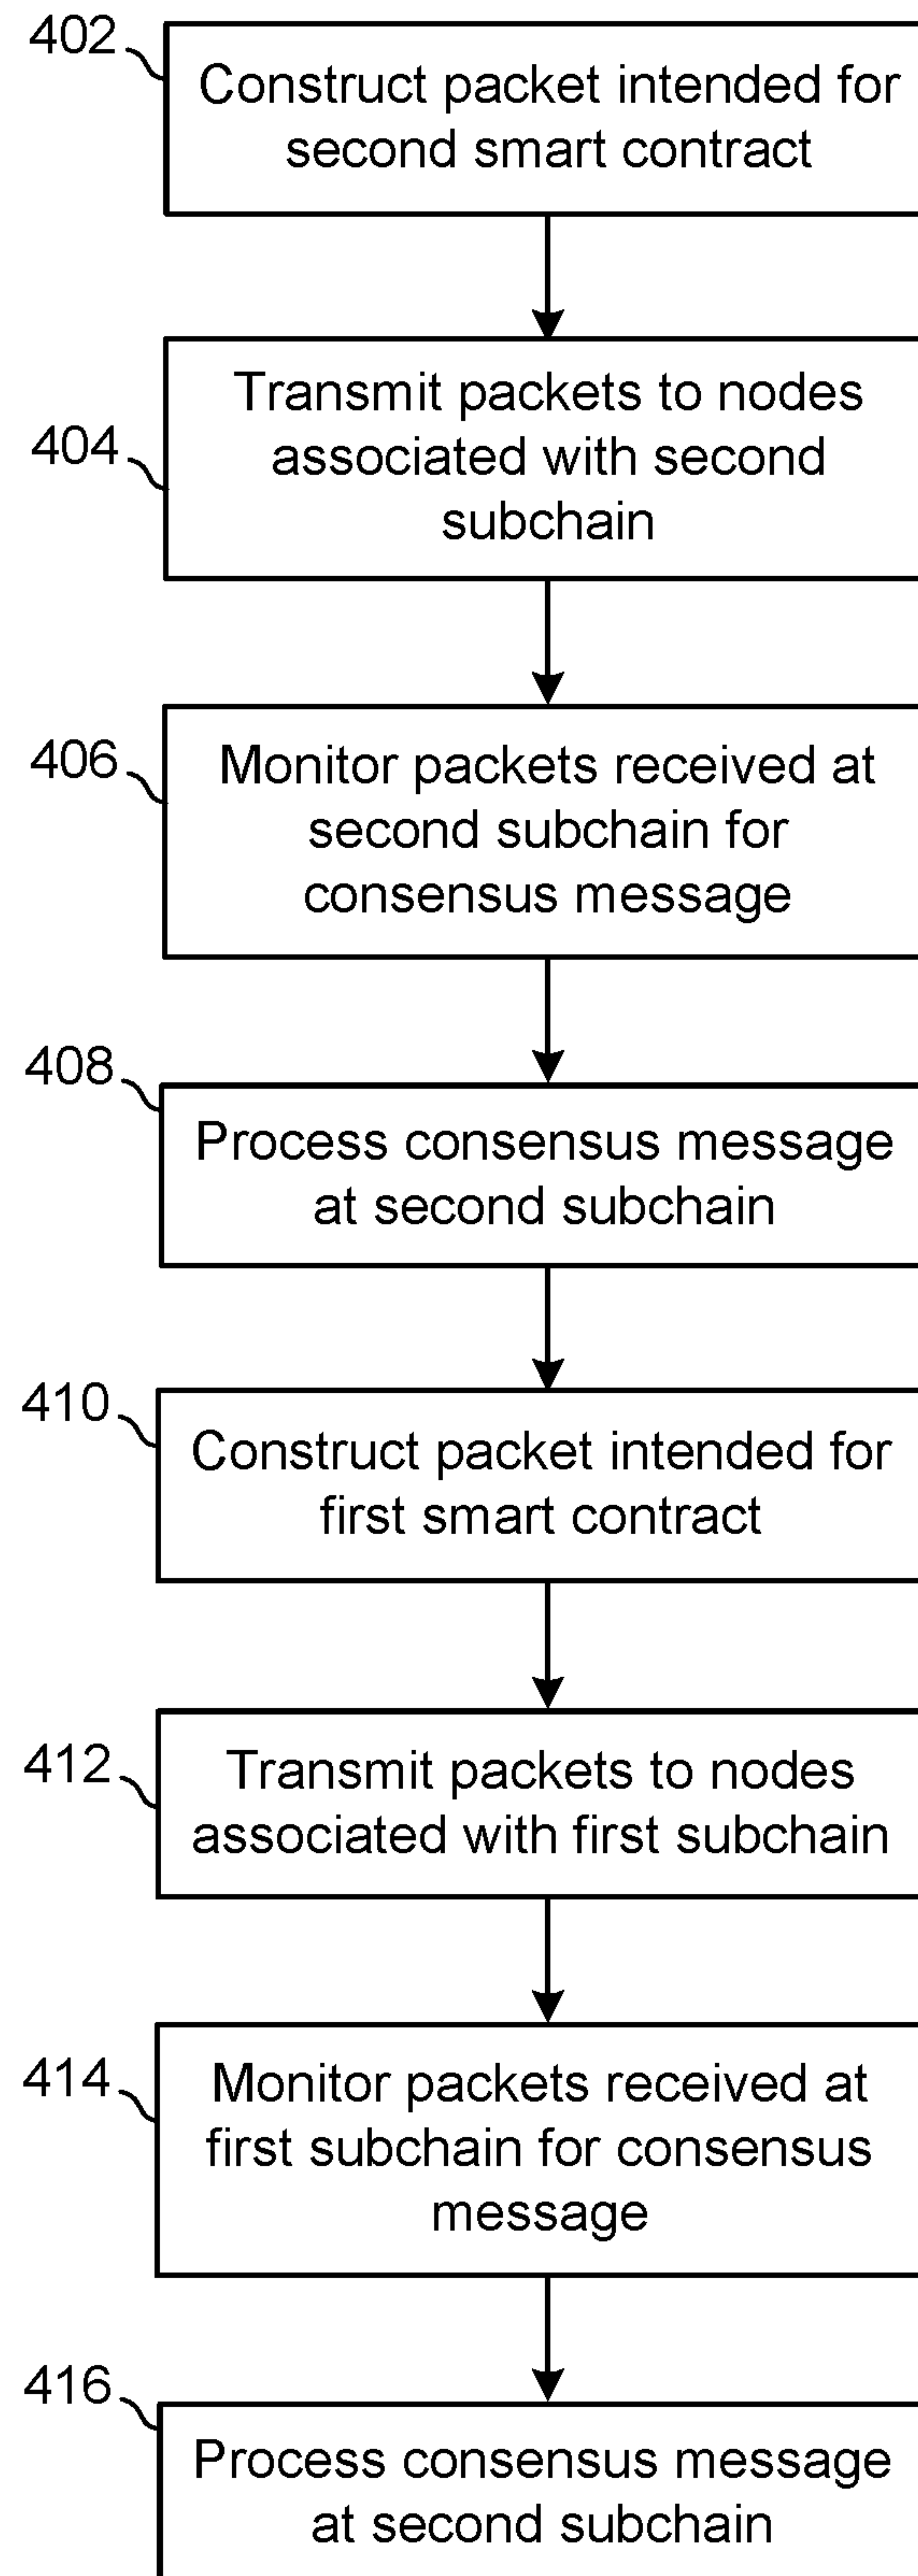 402
Construct packet intended for
second smart contract
404
Transmit packets to nodes
associated with second
subchain
406
Monitor packets received at
second subchain for
consensus message
408
Process consensus message
at second subchain
410
Construct packet intended for
first smart contract
412
Transmit packets to nodes
associated with first subchain
414
Monitor packets received at
first subchain for consensus
message
416
Process consensus message
at second subchain